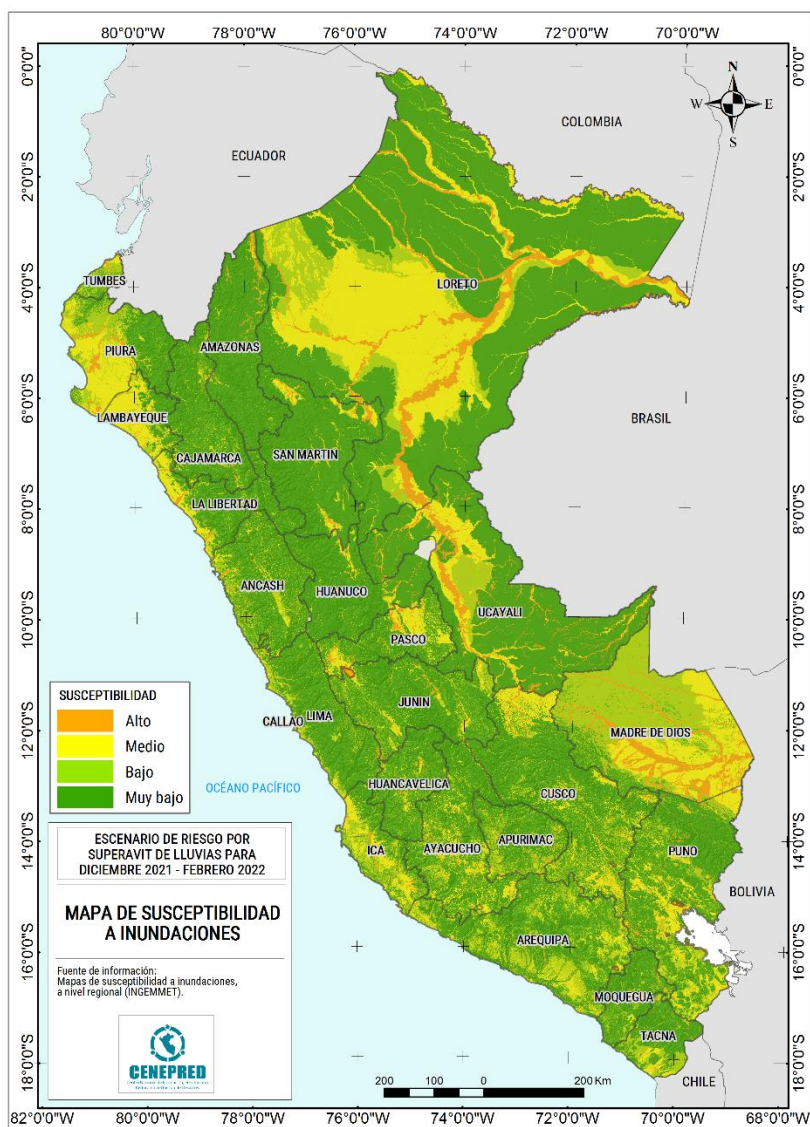 80°0'0"W 78°0'0"W 76°0'0"W 74°0'0"W 72°0'0"W 70°0'0"W
0°0'0"
2°0'0"S
4°0'0"S
6°0'0"S
8°0'0"S
10°0'0"S
12°0'0"S
14°0'0"S
16°0'0"S
18°0'0"S
N
W E
S
COLOMBIA
ECUADOR
TUMBES
LORETO
PIURA
AMAZONAS
LAMBAYEQUE
BRASIL
CAJAMARCA
SAN MARTIN
LA LIBERTAD
ANCASH
HUANUCO
UCAYALI
PASCO
JUNIN
CALLAO
LIMA
MADRE DE DIOS
HUANCAVELICA
CUSCO
OCÉANO PACÍFICO
ICA
AYACUCHO
APURIMAC
PUNO
BOLIVIA
AREQUIPA
MOQUEGUA
TACNA
CHILE
SUSCEPTIBILIDAD
Alto
Medio
Bajo
Muy bajo
ESCENARIO DE RIESGO POR
SUPERAVIT DE LLUVIAS PARA
DICIEMBRE 2021 - FEBRERO 2022
MAPA DE SUSCEPTIBILIDAD
A INUNDACIONES
Fuente de información:
Mapas de susceptibilidad a inundaciones,
a nivel regional (INGEMMET).
CENEPRED
200 100 0 200 Km
0°0'0"
2°0'0"S
4°0'0"S
6°0'0"S
8°0'0"S
10°0'0"S
12°0'0"S
14°0'0"S
16°0'0"S
18°0'0"S
82°0'0"W 80°0'0"W 78°0'0"W 76°0'0"W 74°0'0"W 72°0'0"W 70°0'0"W 68°0'0"W